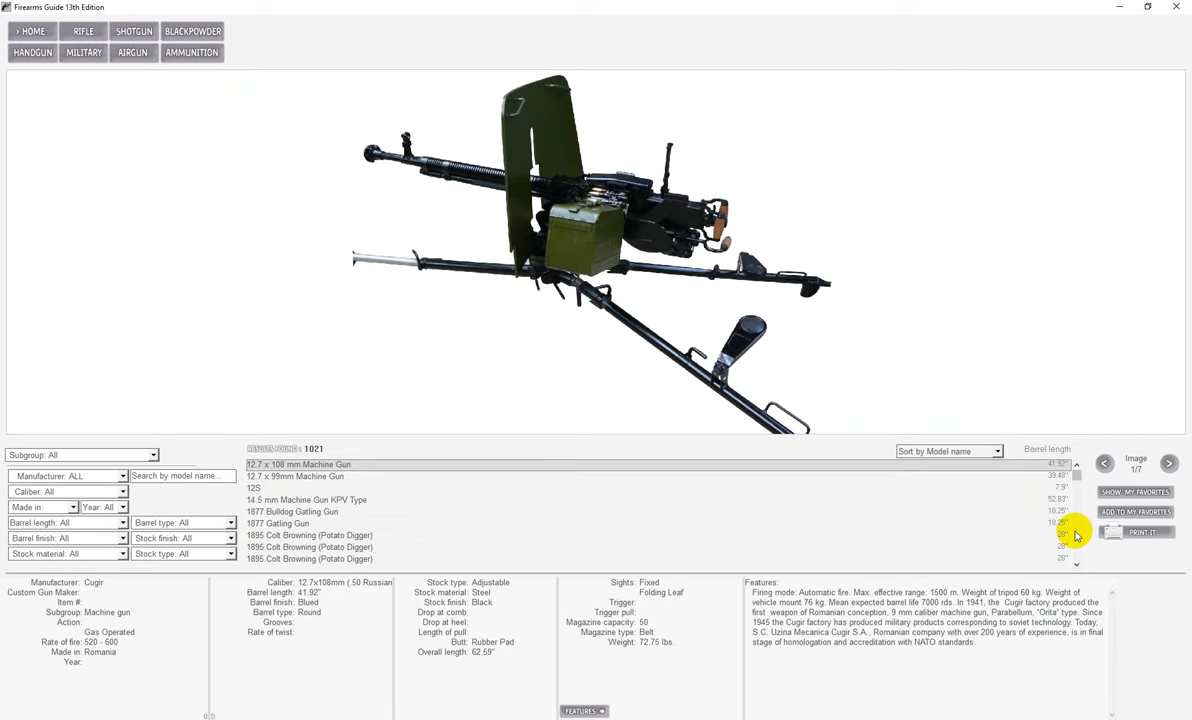 Firearms Guide 13th Edition
› HOME RIFLE SHOTGUN BLACKPOWDER
HANDGUN MILITARY AIRGUN AMMUNITION
Subgroup: All
RESULTS FOUND : 1021
Sort by Model name
Barrel length
Manufacturer: ALL
Search by model name...
Caliber: All
Made in:
Year: All
Barrel length: All
Barrel type: All
Barrel finish: All
Stock finish: All
Stock material: All
Stock type: All
12.7 x 108 mm Machine Gun 41.92"
12.7 x 99mm Machine Gun 39.48"
12S 7.9"
14.5 mm Machine Gun KPV Type 52.83"
1877 Bulldog Gatling Gun 18.25"
1877 Gatling Gun 18.25"
1895 Colt Browning (Potato Digger) 28"
1895 Colt Browning (Potato Digger) 28"
1895 Colt Browning (Potato Digger) 28"
Image
1/7
SHOW MY FAVORITES
ADD TO MY FAVORITES
PRINT IT
Manufacturer: Cugir
Custom Gun Maker:
Item #:
Subgroup: Machine gun
Action:
Gas Operated
Rate of fire: 520 - 600
Made in: Romania
Year:
Caliber: 12.7x108mm (.50 Russian
Barrel length: 41.92"
Barrel finish: Blued
Barrel type: Round
Grooves:
Rate of twist:
Stock type: Adjustable
Stock material: Steel
Stock finish: Black
Drop at comb:
Drop at heel:
Length of pull:
Butt: Rubber Pad
Overall length: 62.59"
Sights: Fixed
Folding Leaf
Trigger:
Trigger pull:
Magazine capacity: 50
Magazine type: Belt
Weight: 72.75 lbs.
FEATURES
Features:
Firing mode: Automatic fire. Max. effective range: 1500 m. Weight of tripod 60 kg. Weight of
vehicle mount 76 kg. Mean expected barrel life 7000 rds. In 1941, the Cugir factory produced the
first weapon of Romanian conception, 9 mm caliber machine gun, Parabellum, "Orita" type. Since
1945 the Cugir factory has produced military products corresponding to soviet technology. Today,
S.C. Uzina Mecanica Cugir S.A., Romanian company with over 200 years of experience, is in final
stage of homologation and accreditation with NATO standards.